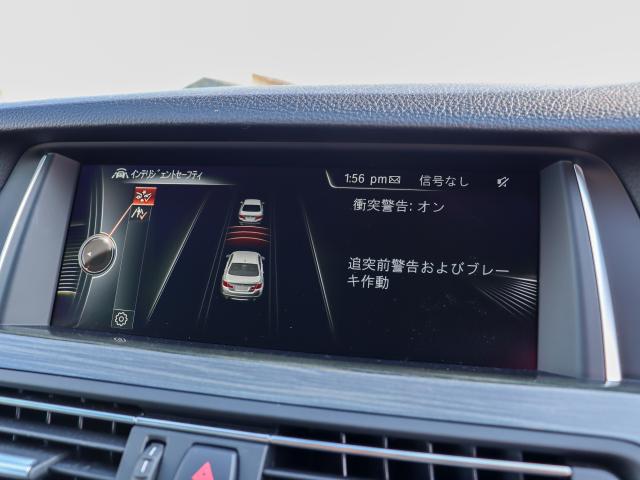 インテリジェントセーフティ
1:56 pm 信号なし
衝突警告: オン
追突前警告およびブレー
キ作動